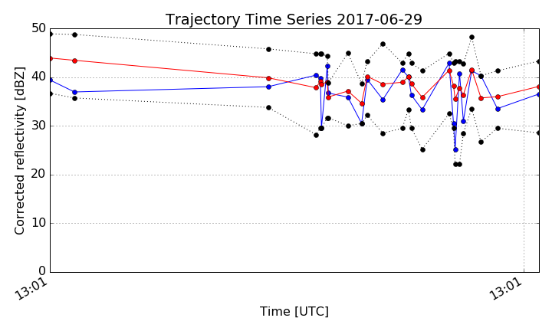 Trajectory Time Series 2017-06-29
Corrected reflectivity [dBZ]
50
40
30
20
10
0
13:01
13:01
Time [UTC]